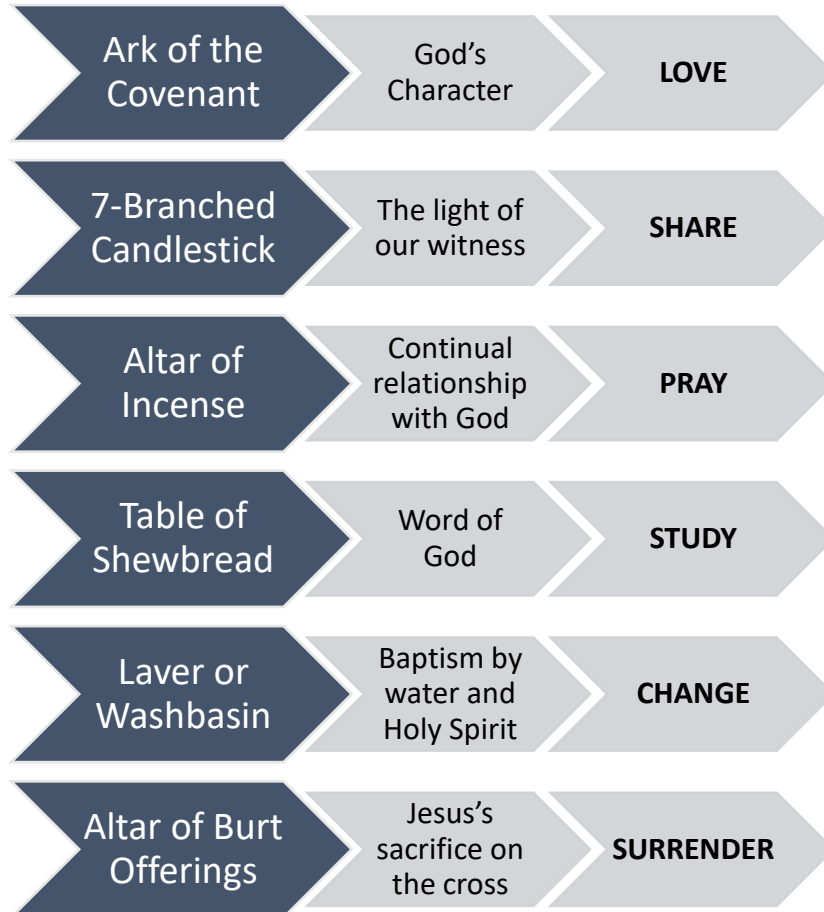 Ark of the
Covenant
God’s
Character
LOVE
7-Branched
Candlestick
The light of
our witness
SHARE
Altar of
Incense
Continual
relationship
with God
PRAY
Table of
Shewbread
Word of
God
STUDY
Laver or
Washbasin
Baptism by
water and
Holy Spirit
CHANGE
Altar of Burt
Offerings
Jesus’s
sacrifice on
the cross
SURRENDER